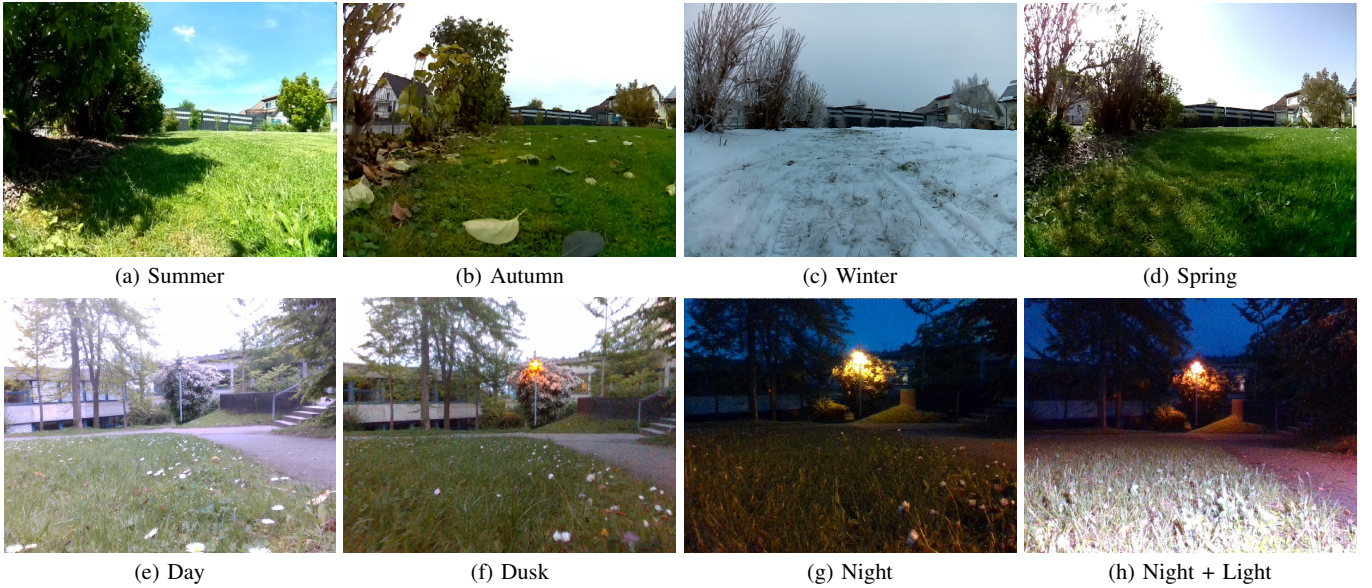 (a) Summer
(b) Autumn
(c) Winter
(d) Spring
(e) Day
(f) Dusk
(g) Night
(h) Night + Light